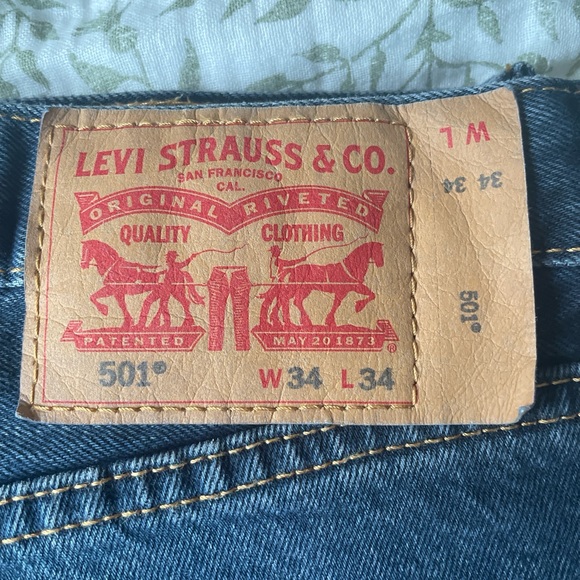 LEVI STRAUSS & CO.
SAN FRANCISCO
CAL.
ORIGINAL RIVETED
QUALITY CLOTHING
PATENTED MAY 20 1873 ®
501® W34 L34
W L
34 34
501®